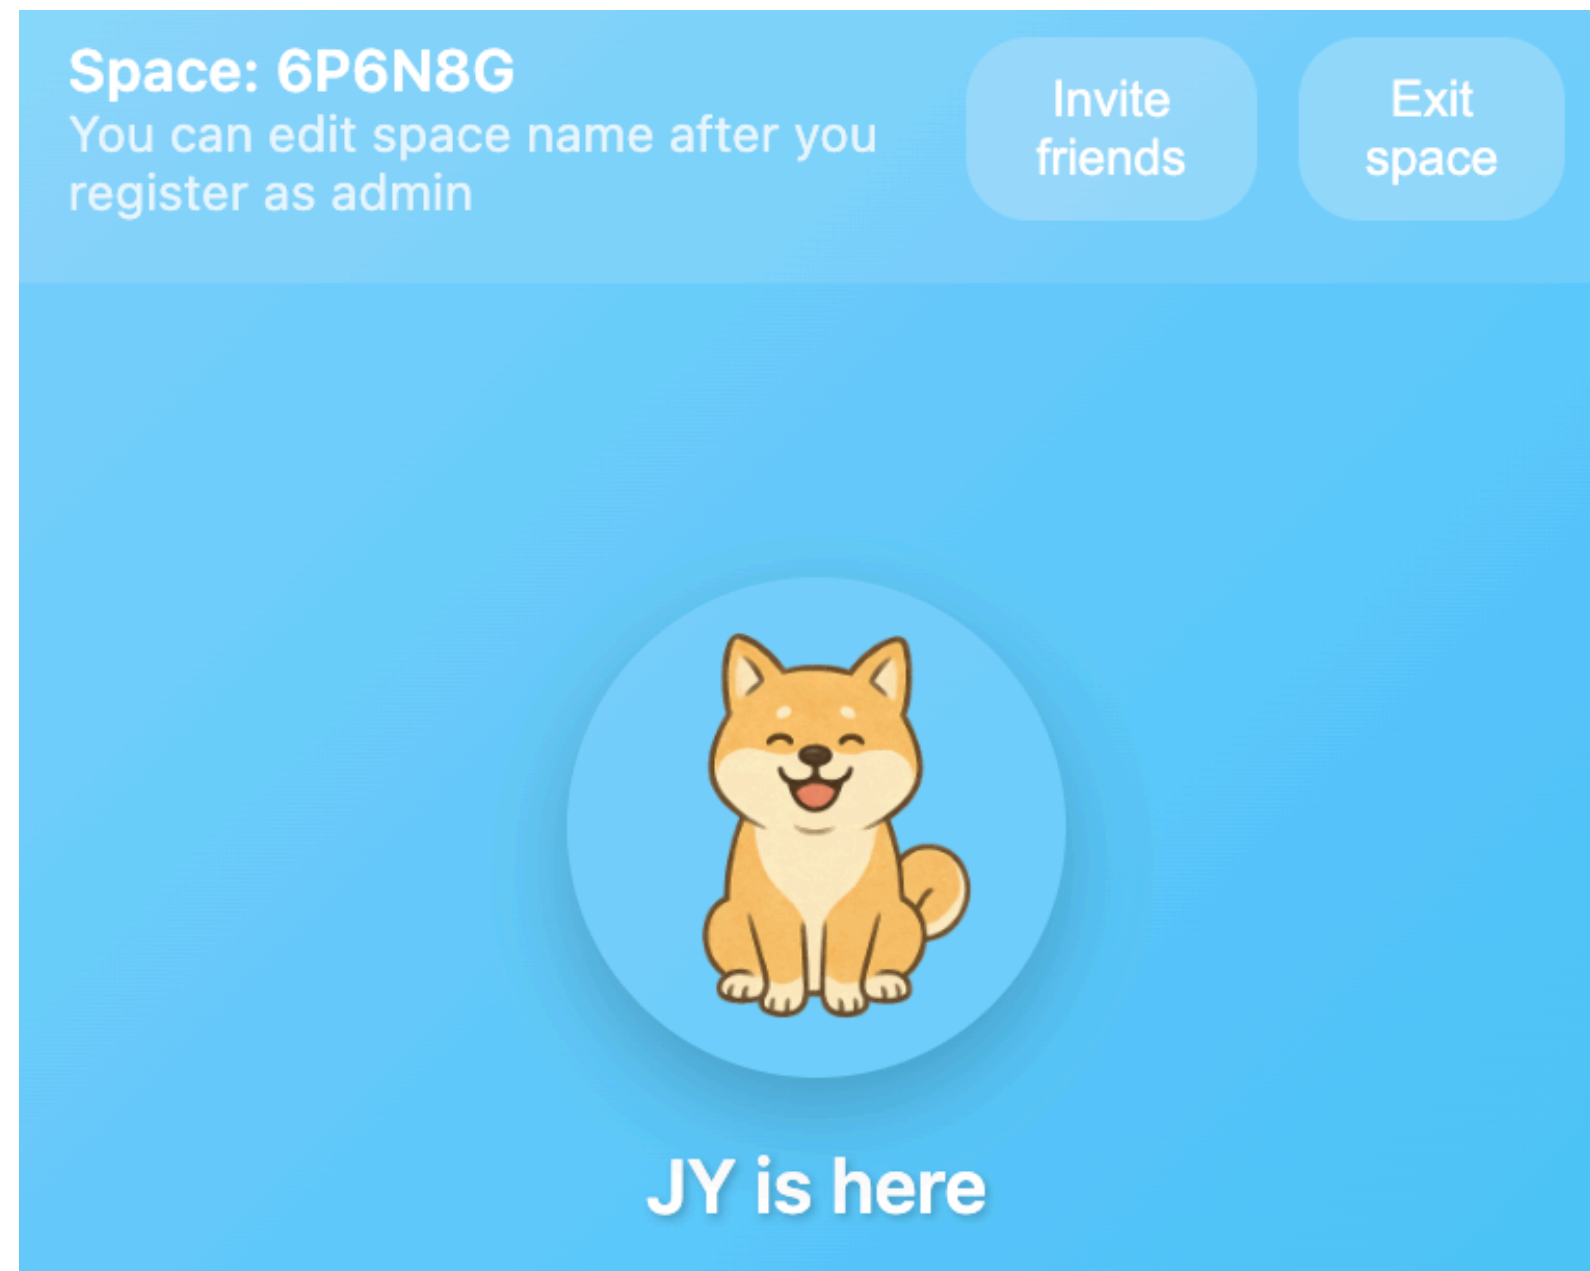 Space: 6P6N8G
You can edit space name after you
register as admin
Invite
friends
Exit
space
JY is here